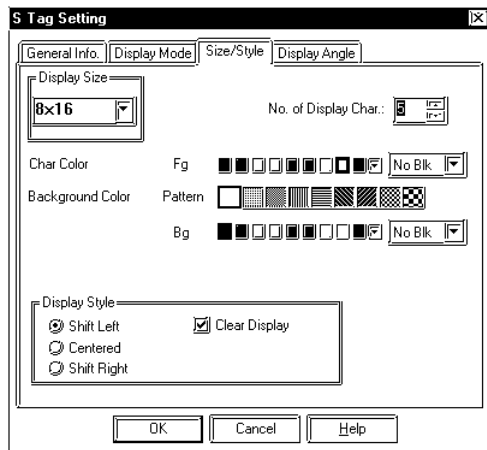 S Tag Setting
General Info. Display Mode Size/Style Display Angle
Display Size
8×16
No. of Display Char.: 5
Char Color Fg No Blk
Background Color Pattern
Bg No Blk
Display Style
Shift Left Clear Display
Centered
Shift Right
OK Cancel Help